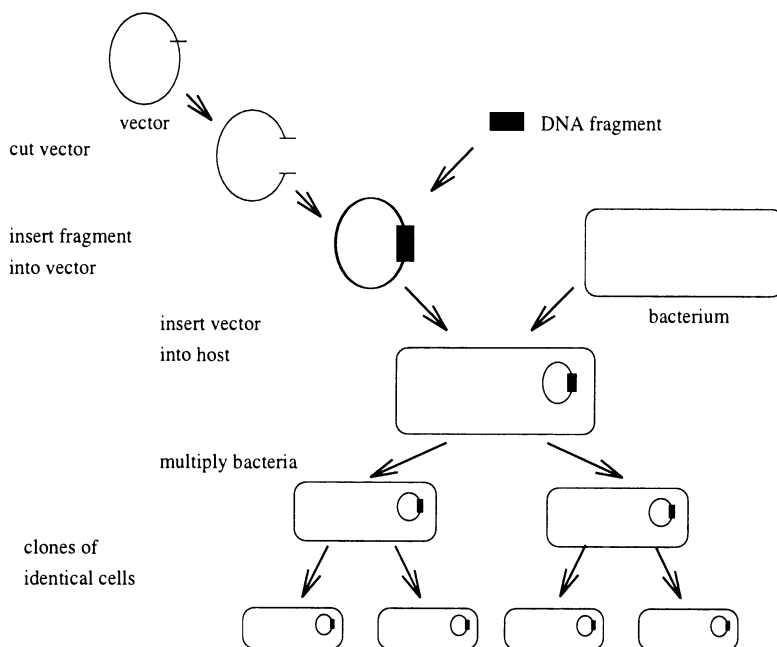 vector
DNA fragment
cut vector
insert fragment
into vector
bacterium
insert vector
into host
multiply bacteria
clones of
identical cells